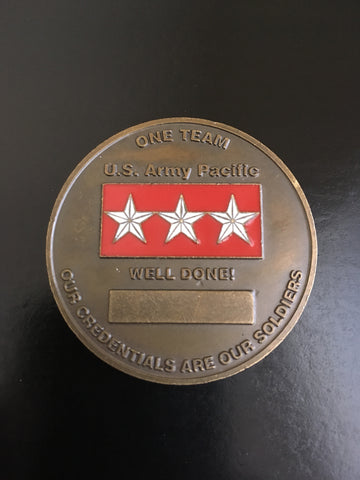 ONE TEAM
U.S. Army Pacific
WELL DONE!
OUR CREDENTIALS ARE OUR SOLDIERS